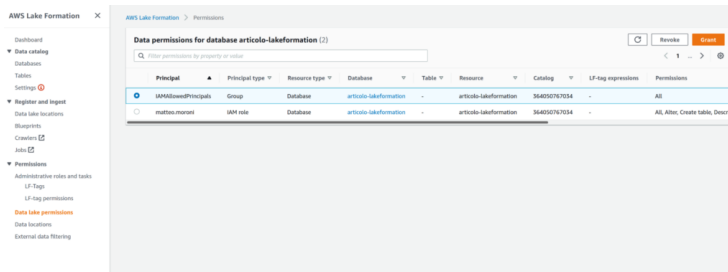 AWS Lake Formation
Dashboard
Data catalog
Databases
Tables
Settings
Register and ingest
Data lake locations
Blueprints
Crawlers
Jobs
Permissions
Administrative roles and tasks
LF-Tags
LF-tag permissions
Data lake permissions
Data locations
External data filtering
AWS Lake Formation > Permissions
Data permissions for database articolo-lakeformation (2)
Revoke Grant
Filter permissions by property or value
1 ...
Principal Principal type Resource type Database Table Resource Catalog LF-tag expressions Permissions
IAMAllowedPrincipals Group Database articolo-lakeformation - articolo-lakeformation 364050767034 - All
matteo.moroni IAM role Database articolo-lakeformation - articolo-lakeformation 364050767034 - All, Alter, Create table, Descr